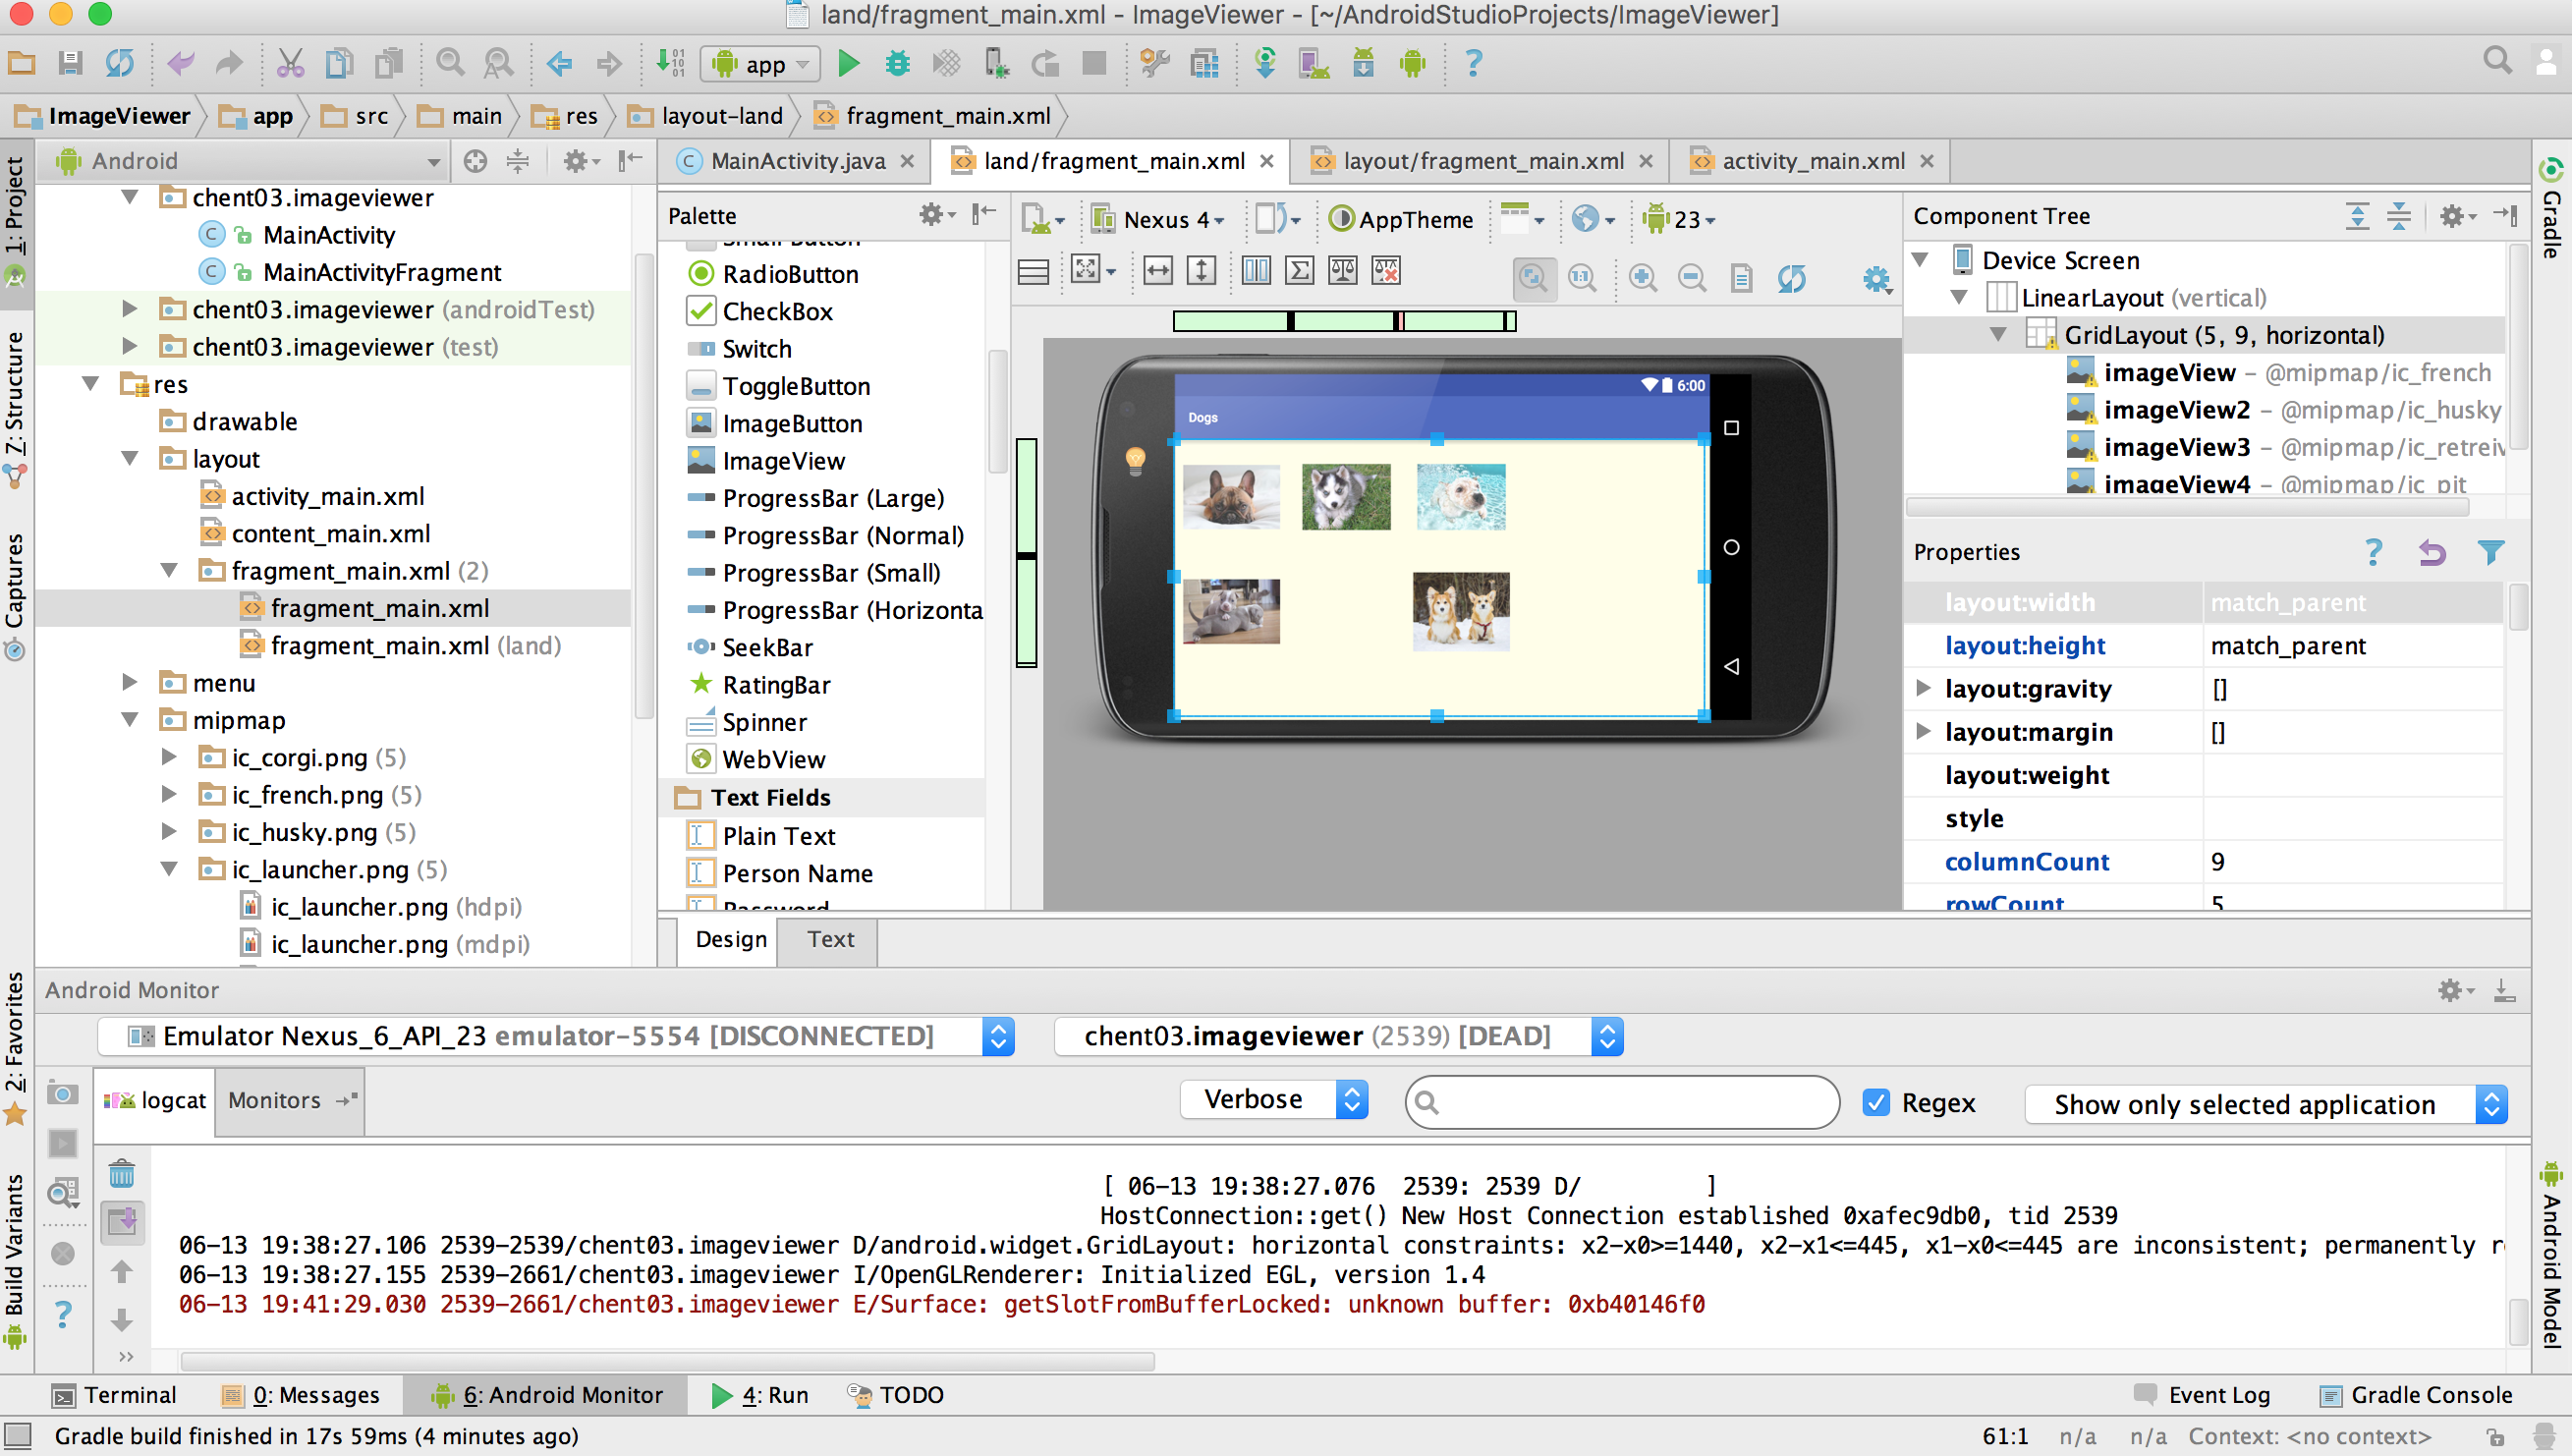 land/fragment_main.xml - ImageViewer - [~/AndroidStudioProjects/ImageViewer]
app
ImageViewer app src main res layout-land fragment_main.xml
1: Project
7: Structure
Captures
2: Favorites
Build Variants
Android
chent03.imageviewer
MainActivity
MainActivityFragment
chent03.imageviewer (androidTest)
chent03.imageviewer (test)
res
drawable
layout
activity_main.xml
content_main.xml
fragment_main.xml (2)
fragment_main.xml
fragment_main.xml (land)
menu
mipmap
ic_corgi.png (5)
ic_french.png (5)
ic_husky.png (5)
ic_launcher.png (5)
ic_launcher.png (hdpi)
ic_launcher.png (mdpi)
MainActivity.java
land/fragment_main.xml
layout/fragment_main.xml
activity_main.xml
Palette
Small Button
RadioButton
CheckBox
Switch
ToggleButton
ImageButton
ImageView
ProgressBar (Large)
ProgressBar (Normal)
ProgressBar (Small)
ProgressBar (Horizonta
SeekBar
RatingBar
Spinner
WebView
Text Fields
Plain Text
Person Name
Password
Nexus 4
AppTheme
23
1:1
6:00
Dogs
Design
Text
Component Tree
Device Screen
LinearLayout (vertical)
GridLayout (5, 9, horizontal)
imageView – @mipmap/ic_french
imageView2 – @mipmap/ic_husky
imageView3 – @mipmap/ic_retreiv
imageView4 – @mipmap/ic_pit
Properties
layout:width match_parent
layout:height match_parent
layout:gravity []
layout:margin []
layout:weight
style
columnCount 9
rowCount 5
Gradle
Android Model
Android Monitor
Emulator Nexus_6_API_23 emulator-5554 [DISCONNECTED]
chent03.imageviewer (2539) [DEAD]
logcat
Monitors
Verbose
Regex
Show only selected application
[ 06-13 19:38:27.076 2539: 2539 D/ ]
HostConnection::get() New Host Connection established 0xafec9db0, tid 2539
06-13 19:38:27.106 2539-2539/chent03.imageviewer D/android.widget.GridLayout: horizontal constraints: x2-x0>=1440, x2-x1<=445, x1-x0<=445 are inconsistent; permanently r
06-13 19:38:27.155 2539-2661/chent03.imageviewer I/OpenGLRenderer: Initialized EGL, version 1.4
06-13 19:41:29.030 2539-2661/chent03.imageviewer E/Surface: getSlotFromBufferLocked: unknown buffer: 0xb40146f0
Terminal
0: Messages
6: Android Monitor
4: Run
TODO
Event Log
Gradle Console
Gradle build finished in 17s 59ms (4 minutes ago)
61:1 n/a n/a Context: <no context>